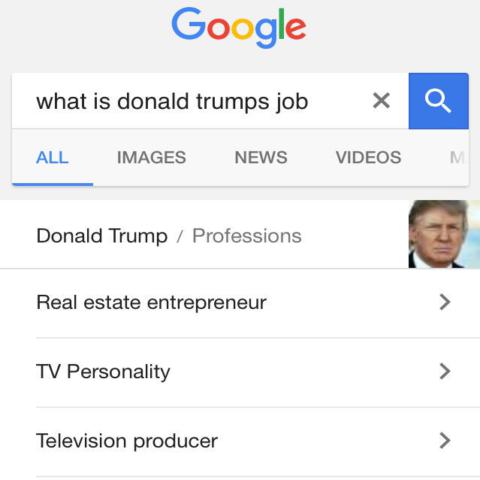 Google
what is donald trumps job
ALL IMAGES NEWS VIDEOS M
Donald Trump / Professions
Real estate entrepreneur
TV Personality
Television producer